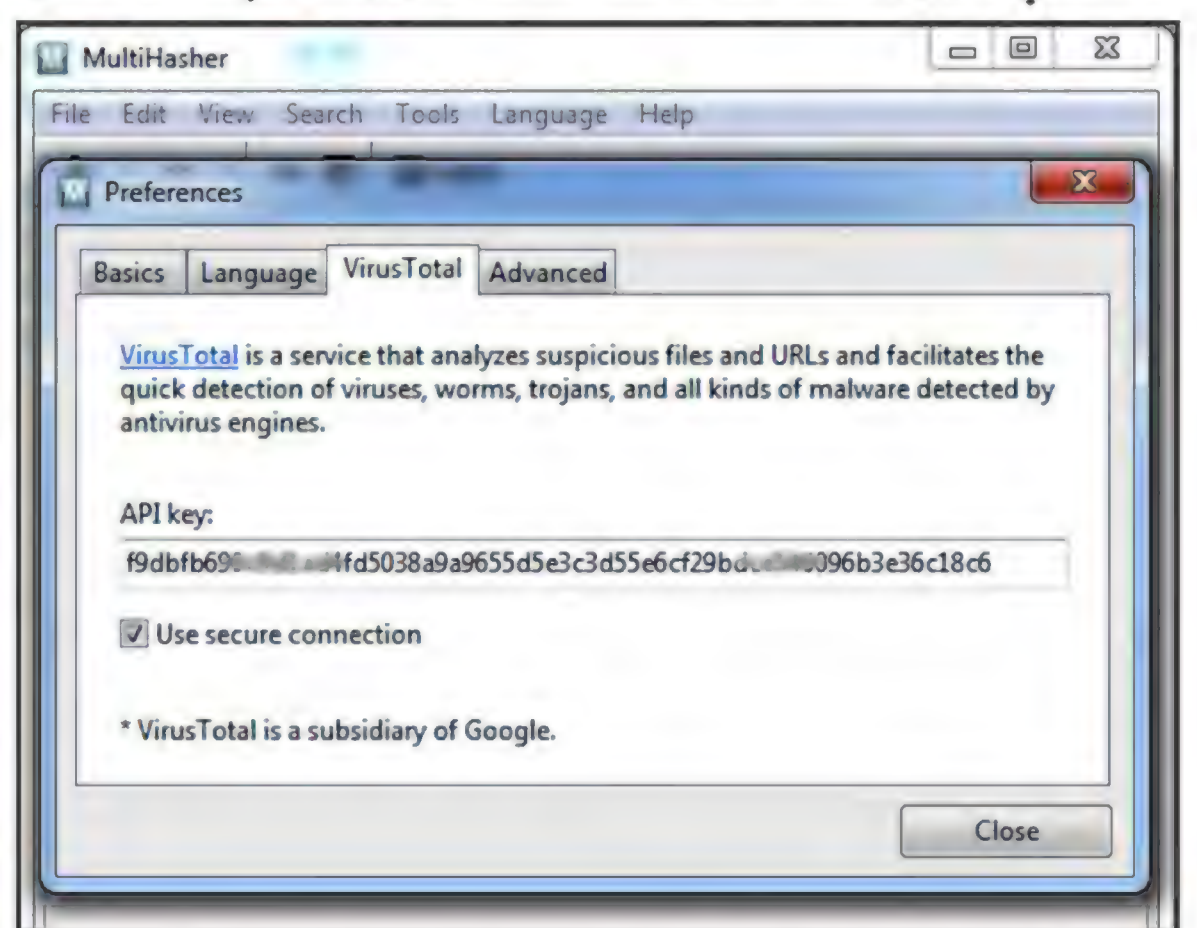 MultiHasher
File Edit View Search Tools Language Help
Preferences
Basics Language VirusTotal Advanced
VirusTotal is a service that analyzes suspicious files and URLs and facilitates the
quick detection of viruses, worms, trojans, and all kinds of malware detected by
antivirus engines.
API key:
Use secure connection
* VirusTotal is a subsidiary of Google.
Close